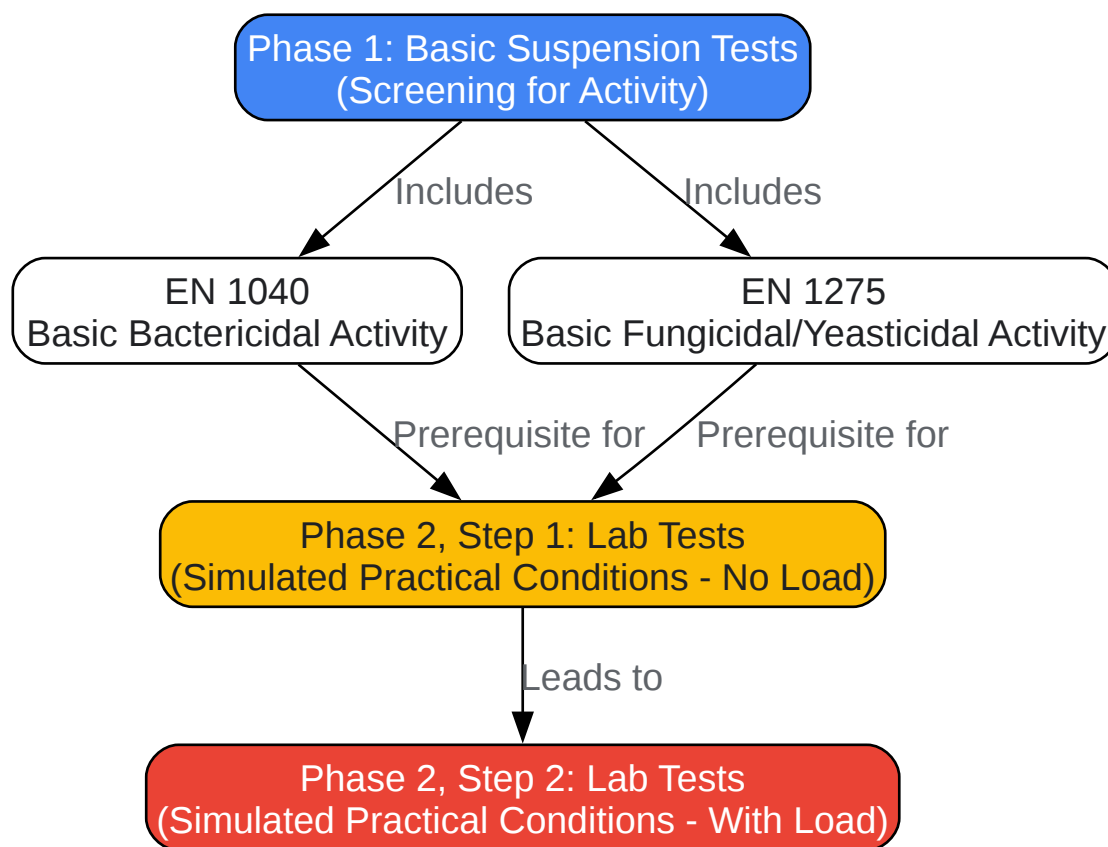 Phase 1: Basic Suspension Tests
(Screening for Activity)
Includes
Includes
EN 1040
Basic Bactericidal Activity
EN 1275
Basic Fungicidal/Yeasticidal Activity
Prerequisite for
Prerequisite for
Phase 2, Step 1: Lab Tests
(Simulated Practical Conditions - No Load)
Leads to
Phase 2, Step 2: Lab Tests
(Simulated Practical Conditions - With Load)